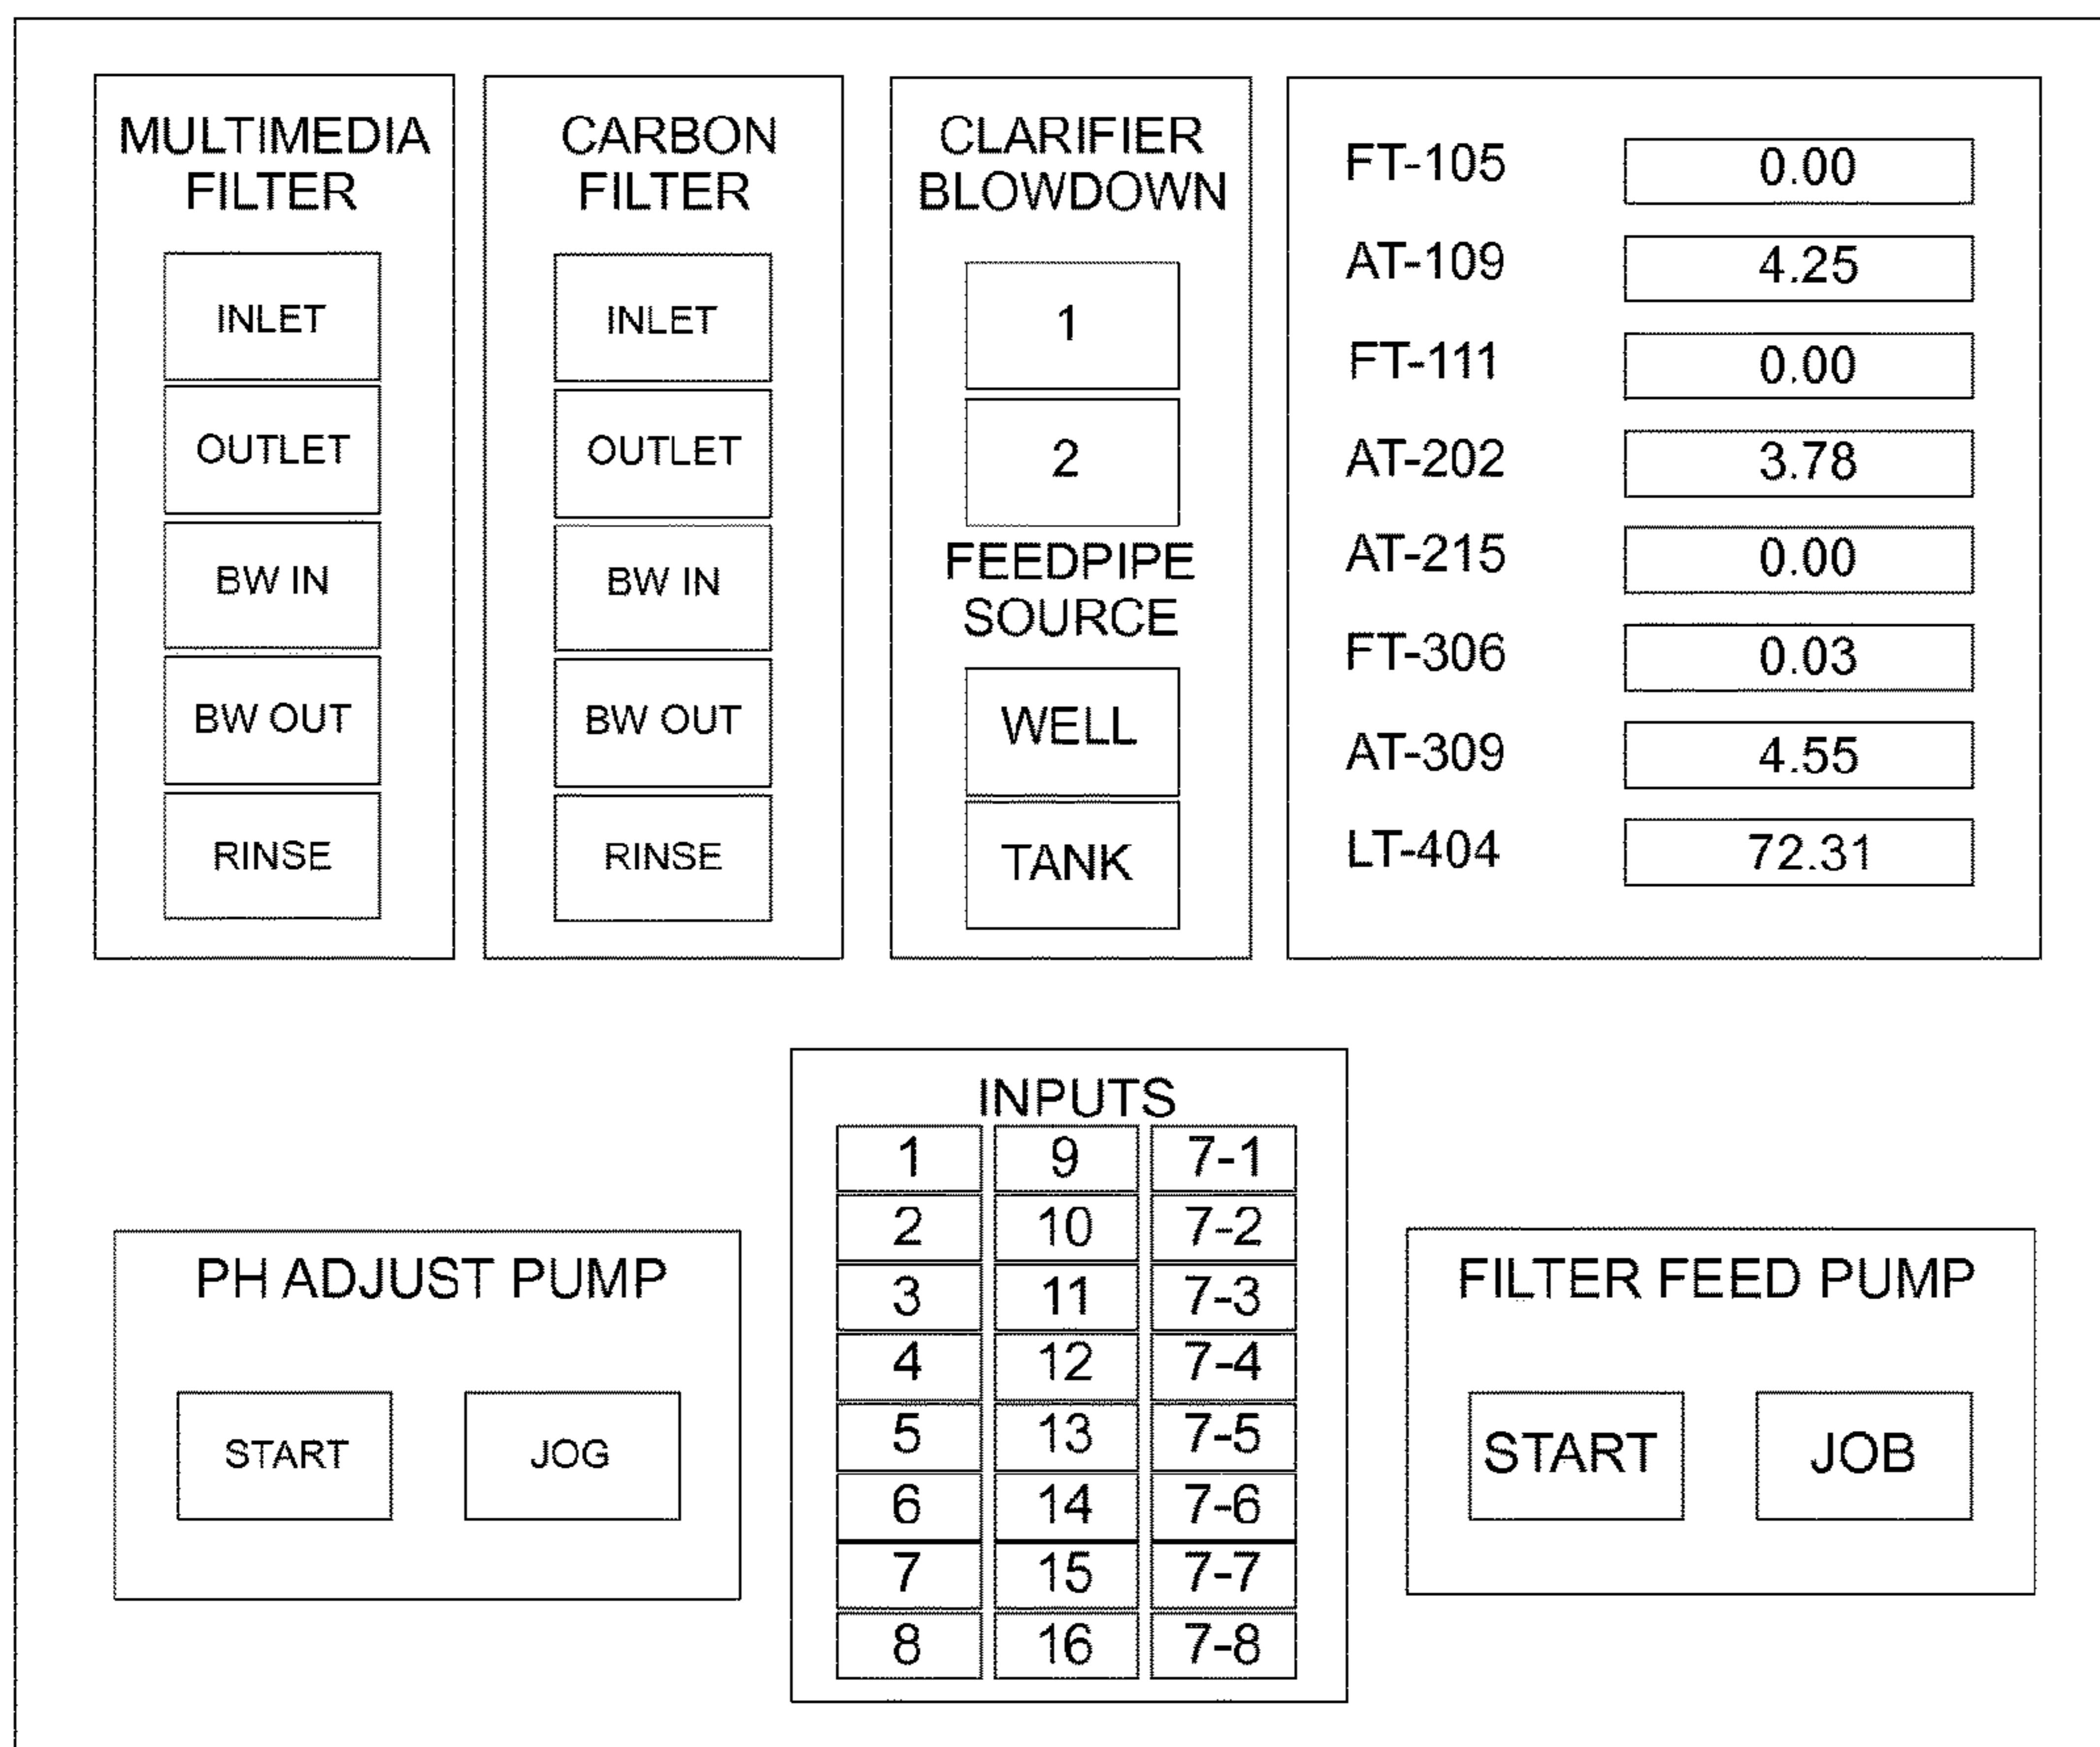 MULTIMEDIA
FILTER
INLET
OUTLET
BW IN
BW OUT
RINSE
CARBON
FILTER
INLET
OUTLET
BW IN
BW OUT
RINSE
CLARIFIER
BLOWDOWN
1
2
FEEDPIPE
SOURCE
WELL
TANK
FT-105 0.00
AT-109 4.25
FT-111 0.00
AT-202 3.78
AT-215 0.00
FT-306 0.03
AT-309 4.55
LT-404 72.31
PH ADJUST PUMP
START JOG
INPUTS
1 9 7-1
2 10 7-2
3 11 7-3
4 12 7-4
5 13 7-5
6 14 7-6
7 15 7-7
8 16 7-8
FILTER FEED PUMP
START JOB